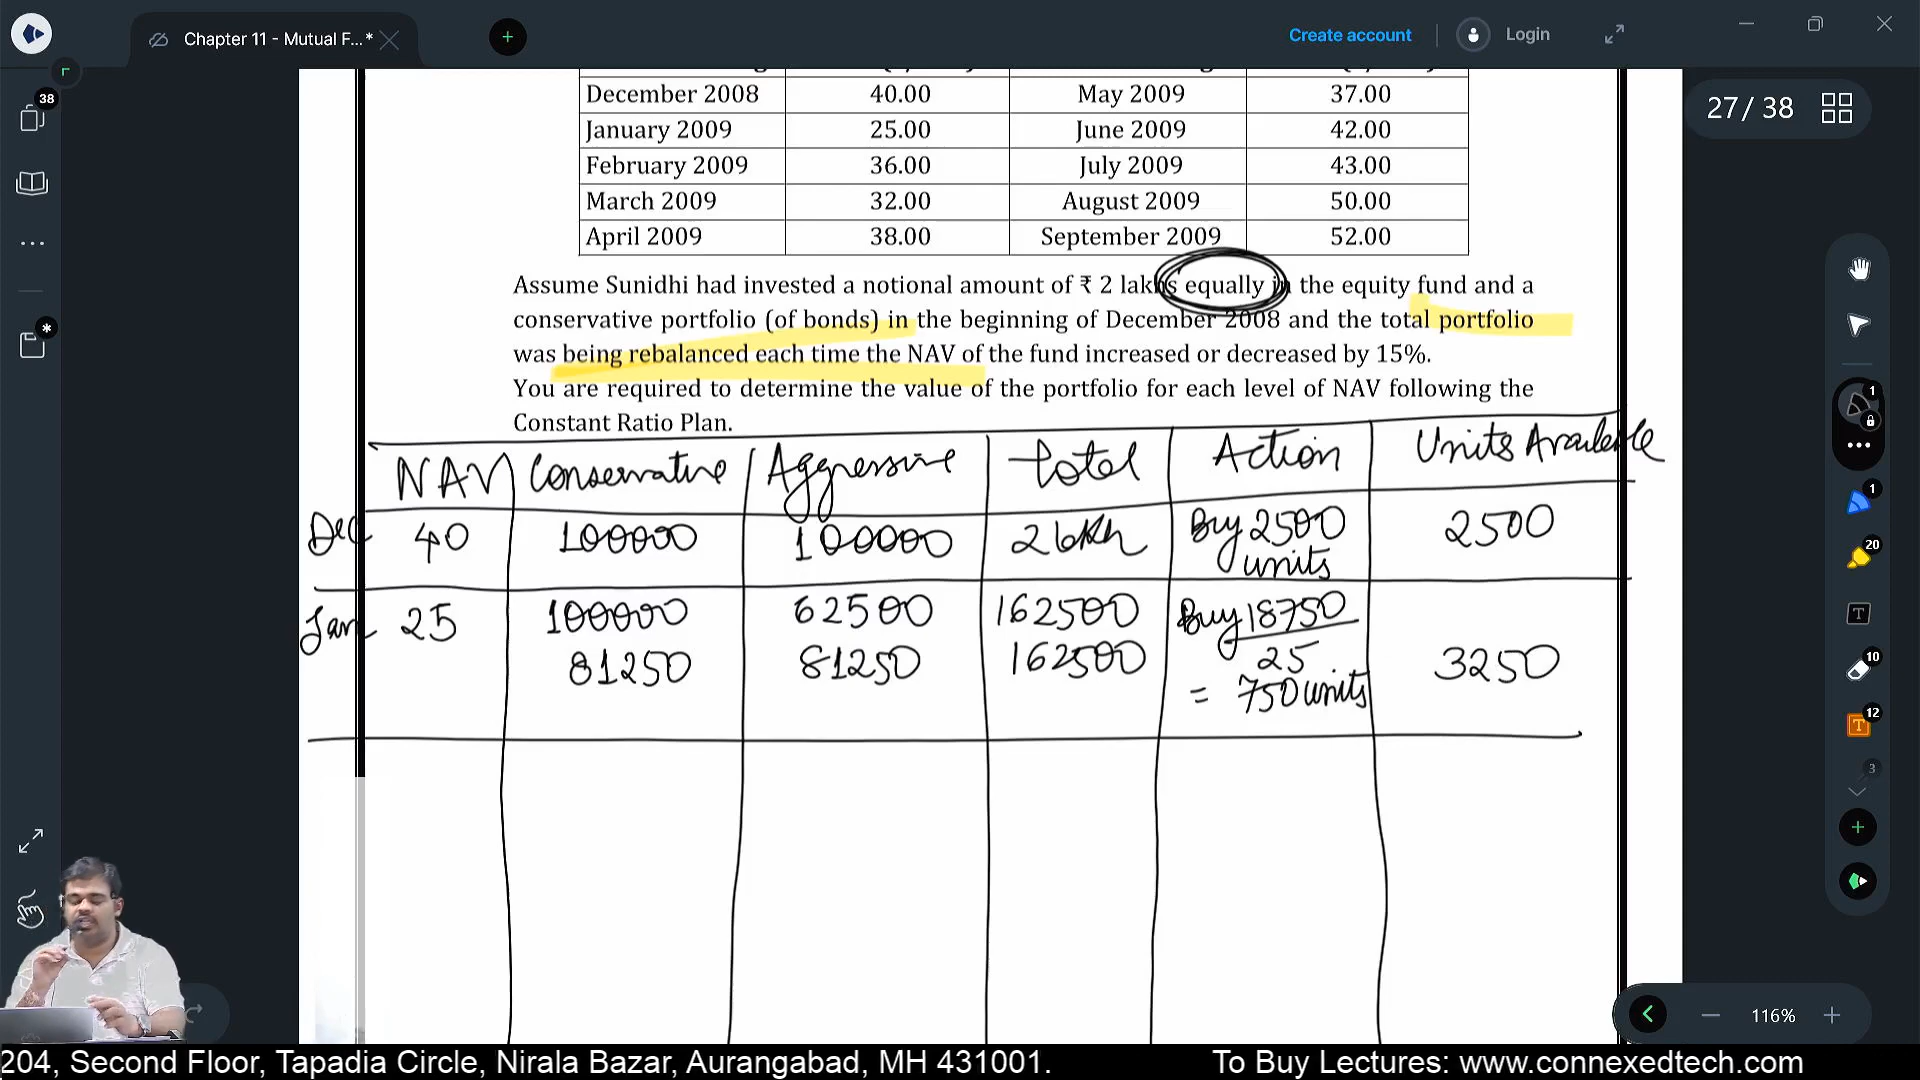 Chapter 11 - Mutual F...*
Create account
Login
38
27/ 38
December 2008 40.00 May 2009 37.00
January 2009 25.00 June 2009 42.00
February 2009 36.00 July 2009 43.00
March 2009 32.00 August 2009 50.00
April 2009 38.00 September 2009 52.00
Assume Sunidhi had invested a notional amount of ₹ 2 lakhs equally in the equity fund and a
conservative portfolio (of bonds) in the beginning of December 2008 and the total portfolio
was being rebalanced each time the NAV of the fund increased or decreased by 15%.
You are required to determine the value of the portfolio for each level of NAV following the
Constant Ratio Plan.
NAV Conservative Aggressive Total Action Units Available
Dec 40 100000 100000 2 lakh Buy 2500 2500
units
Jan 25 100000 62500 162500 Buy 18750
81250 81250 162500 25 3250
= 750 units
1
1
20
T
10
T 12
3
116%
204, Second Floor, Tapadia Circle, Nirala Bazar, Aurangabad, MH 431001.
To Buy Lectures: www.connexedtech.com